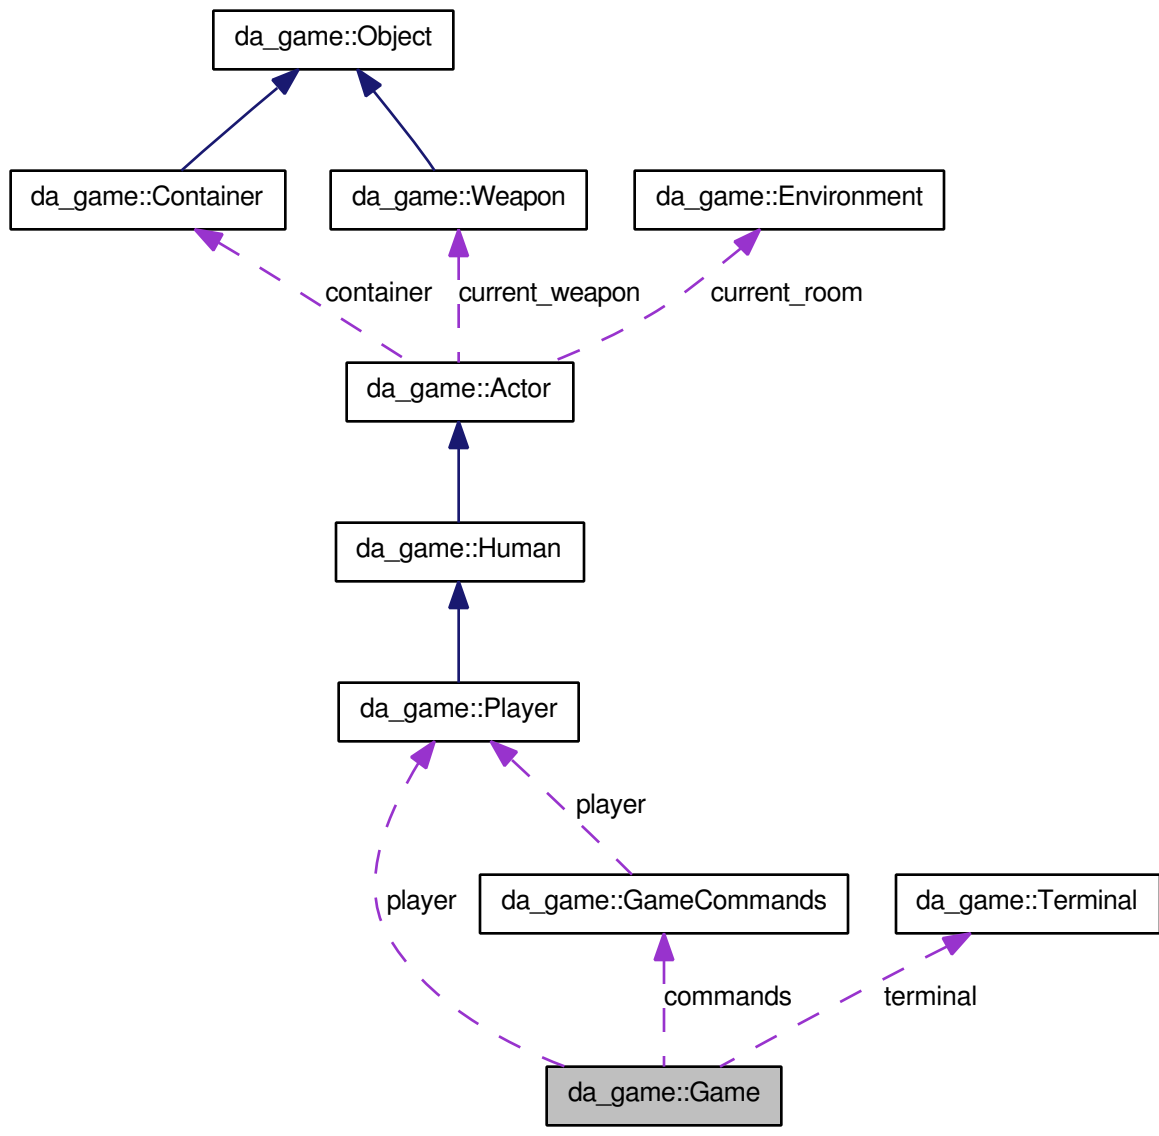 da_game::Object
da_game::Container
da_game::Weapon
da_game::Environment
container
current_weapon
current_room
da_game::Actor
da_game::Human
da_game::Player
player
player
da_game::GameCommands
da_game::Terminal
commands
terminal
da_game::Game